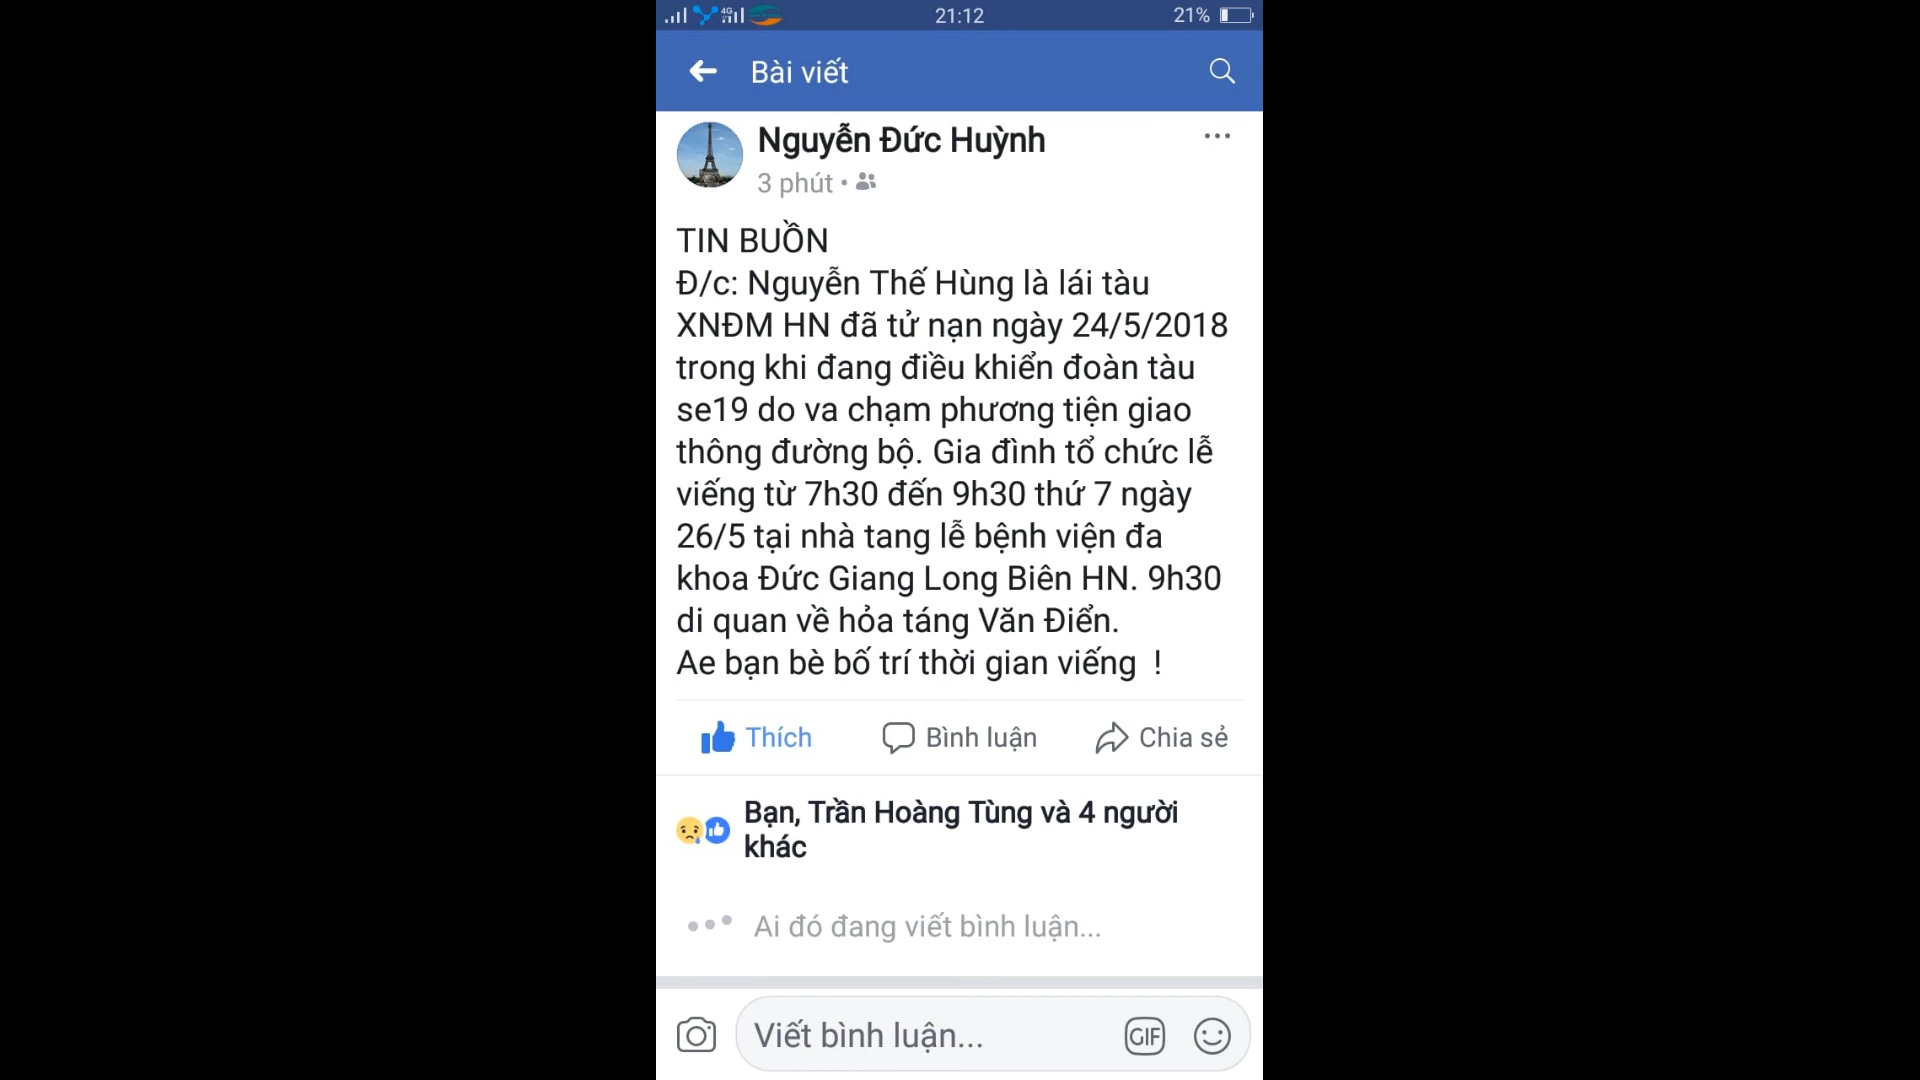 4G
21:12
21%
Bài viết
Nguyễn Đức Huỳnh
3 phút
TIN BUỒN
Đ/c: Nguyễn Thế Hùng là lái tàu
XNĐM HN đã tử nạn ngày 24/5/2018
trong khi đang điều khiển đoàn tàu
se19 do va chạm phương tiện giao
thông đường bộ. Gia đình tổ chức lễ
viếng từ 7h30 đến 9h30 thứ 7 ngày
26/5 tại nhà tang lễ bệnh viện đa
khoa Đức Giang Long Biên HN. 9h30
di quan về hỏa táng Văn Điển.
Ae bạn bè bố trí thời gian viếng !
Thích
Bình luận
Chia sẻ
Bạn, Trần Hoàng Tùng và 4 người
khác
Ai đó đang viết bình luận...
Viết bình luận...
GIF